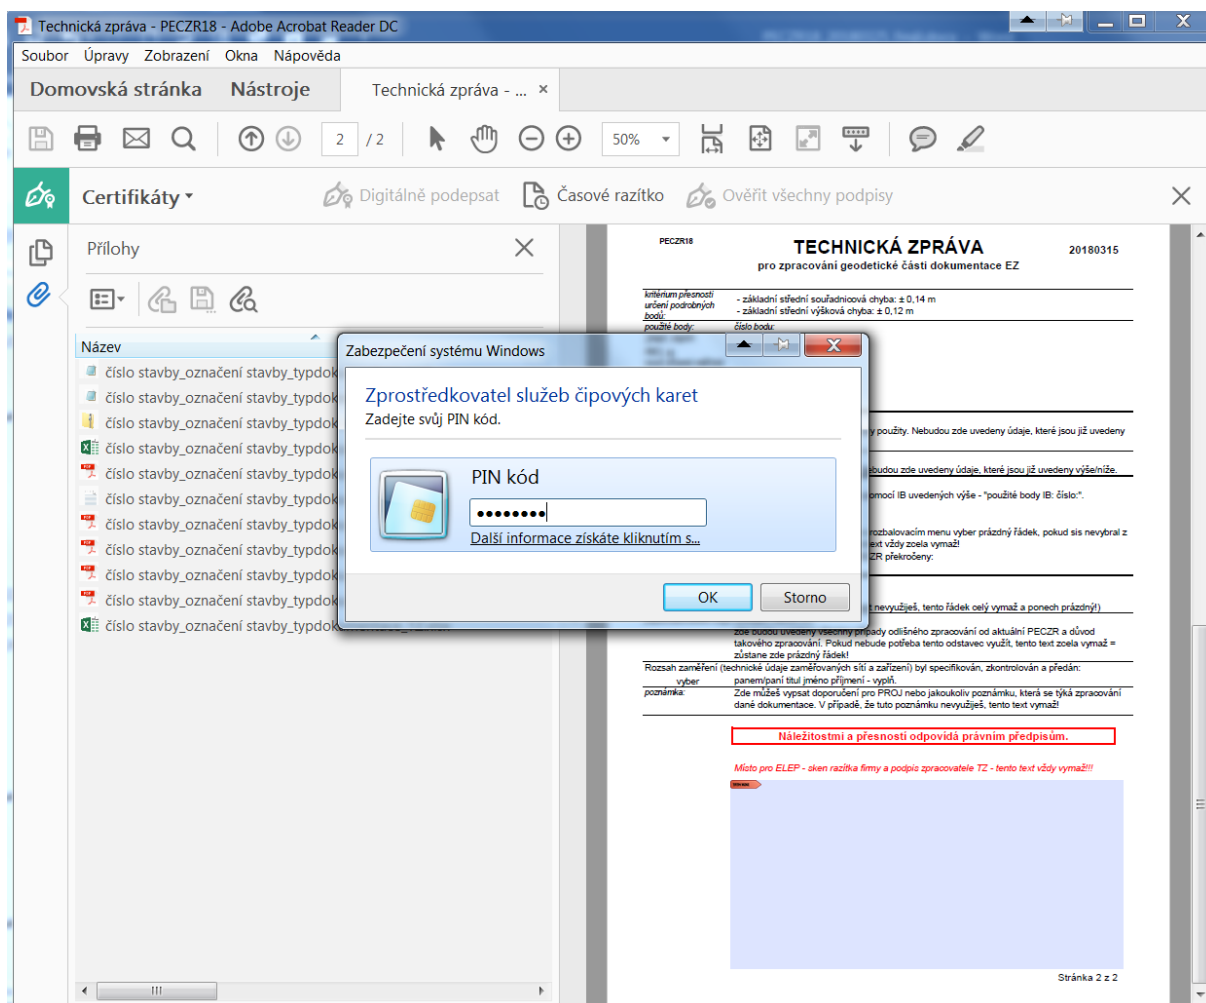 Technická zpráva - PECZR18 - Adobe Acrobat Reader DC
Soubor Úpravy Zobrazení Okna Nápověda
Domovská stránka Nástroje Technická zpráva - ... ×
2 / 2 50%
Certifikáty Digitálně podepsat Časové razítko Ověřit všechny podpisy
Přílohy
Název
číslo stavby_označení stavby_typdok
číslo stavby_označení stavby_typdok
číslo stavby_označení stavby_typdok
číslo stavby_označení stavby_typdok
číslo stavby_označení stavby_typdok
číslo stavby_označení stavby_typdok
číslo stavby_označení stavby_typdok
číslo stavby_označení stavby_typdok
číslo stavby_označení stavby_typdok
číslo stavby_označení stavby_typdok
číslo stavby_označení stavby_typdok
Zabezpečení systému Windows
Zprostředkovatel služeb čipových karet
Zadejte svůj PIN kód.
PIN kód
••••••••
Další informace získáte kliknutím s...
OK Storno
PECZR18 TECHNICKÁ ZPRÁVA 20180315
pro zpracování geodetické části dokumentace EZ
kritérium přesnosti
určení podrobných
bodů:
- základní střední souřadnicová chyba: ± 0,14 m
- základní střední výšková chyba: ± 0,12 m
použité body: číslo bodu:
y použity. Nebudou zde uvedeny údaje, které jsou již uvedeny
ebudou zde uvedeny údaje, které jsou již uvedeny výše/níže.
omocí IB uvedených výše - "použité body IB: číslo:".
rozbalovacím menu vyber prázdný řádek, pokud sis nevybral z
ext vždy zcela vymaž!
ZR překročeny:
t nevyužiješ, tento řádek celý vymaž a ponech prázdný!)
zde budou uvedeny všechny případy odlišného zpracování od aktuální PECZR a důvod
takového zpracování. Pokud nebude potřeba tento odstavec využít, tento text zcela vymaž =
zůstane zde prázdný řádek!
Rozsah zaměření (technické údaje zaměřovaných sítí a zařízení) byl specifikován, zkontrolován a předán:
vyber panem/paní titul jméno příjmení - vyplň.
poznámka: Zde můžeš vypsat doporučení pro PROJ nebo jakoukoliv poznámku, která se týká zpracování
dané dokumentace. V případě, že tuto poznámku nevyužiješ, tento text vymaž!
Náležitostmi a přesností odpovídá právním předpisům.
Místo pro ELEP - sken razítka firmy a podpis zpracovatele TZ - tento text vždy vymaž!!!
Stránka 2 z 2